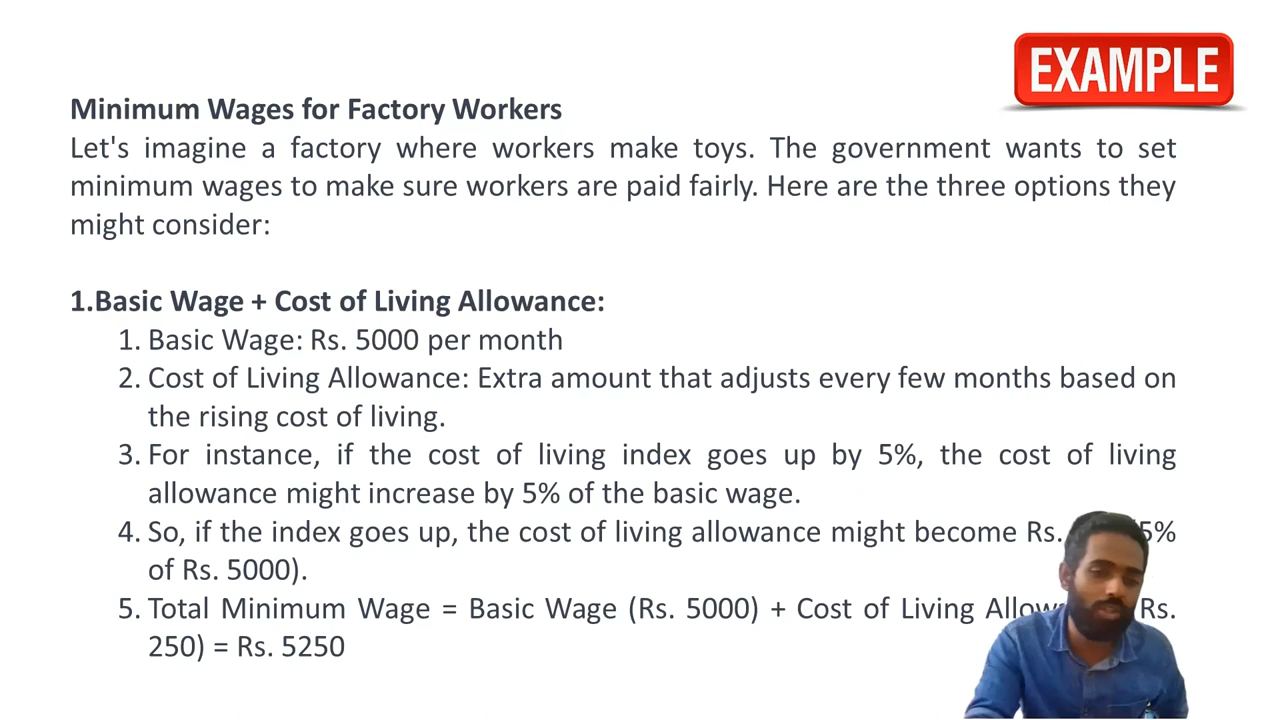 EXAMPLE
Minimum Wages for Factory Workers
Let's imagine a factory where workers make toys. The government wants to set
minimum wages to make sure workers are paid fairly. Here are the three options they
might consider:
1.Basic Wage + Cost of Living Allowance:
1. Basic Wage: Rs. 5000 per month
2. Cost of Living Allowance: Extra amount that adjusts every few months based on
the rising cost of living.
3. For instance, if the cost of living index goes up by 5%, the cost of living
allowance might increase by 5% of the basic wage.
4. So, if the index goes up, the cost of living allowance might become Rs. 5%
of Rs. 5000).
5. Total Minimum Wage = Basic Wage (Rs. 5000) + Cost of Living Rs.
250) = Rs. 5250